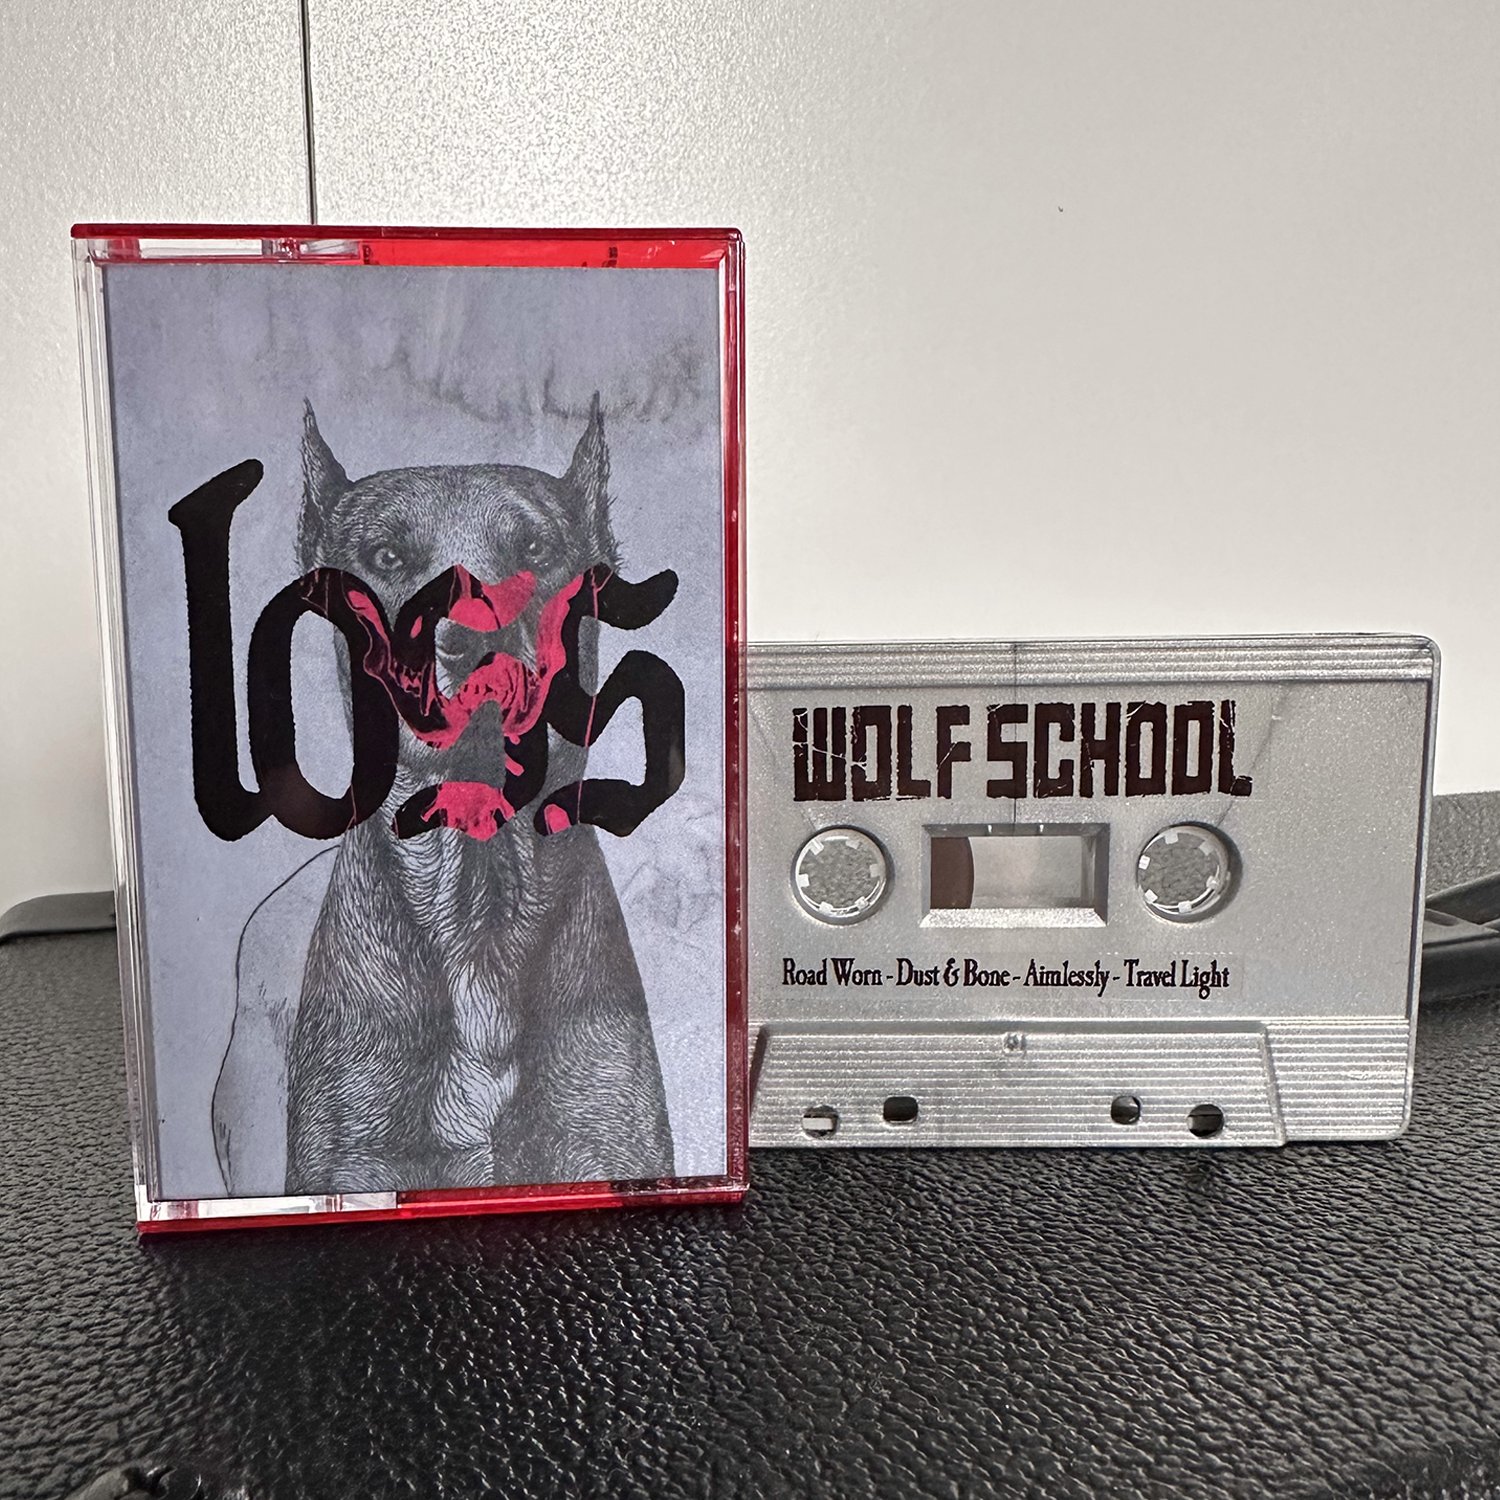 loss
WOLF SCHOOL
Road Worn - Dust & Bone - Aimlessly - Travel Light